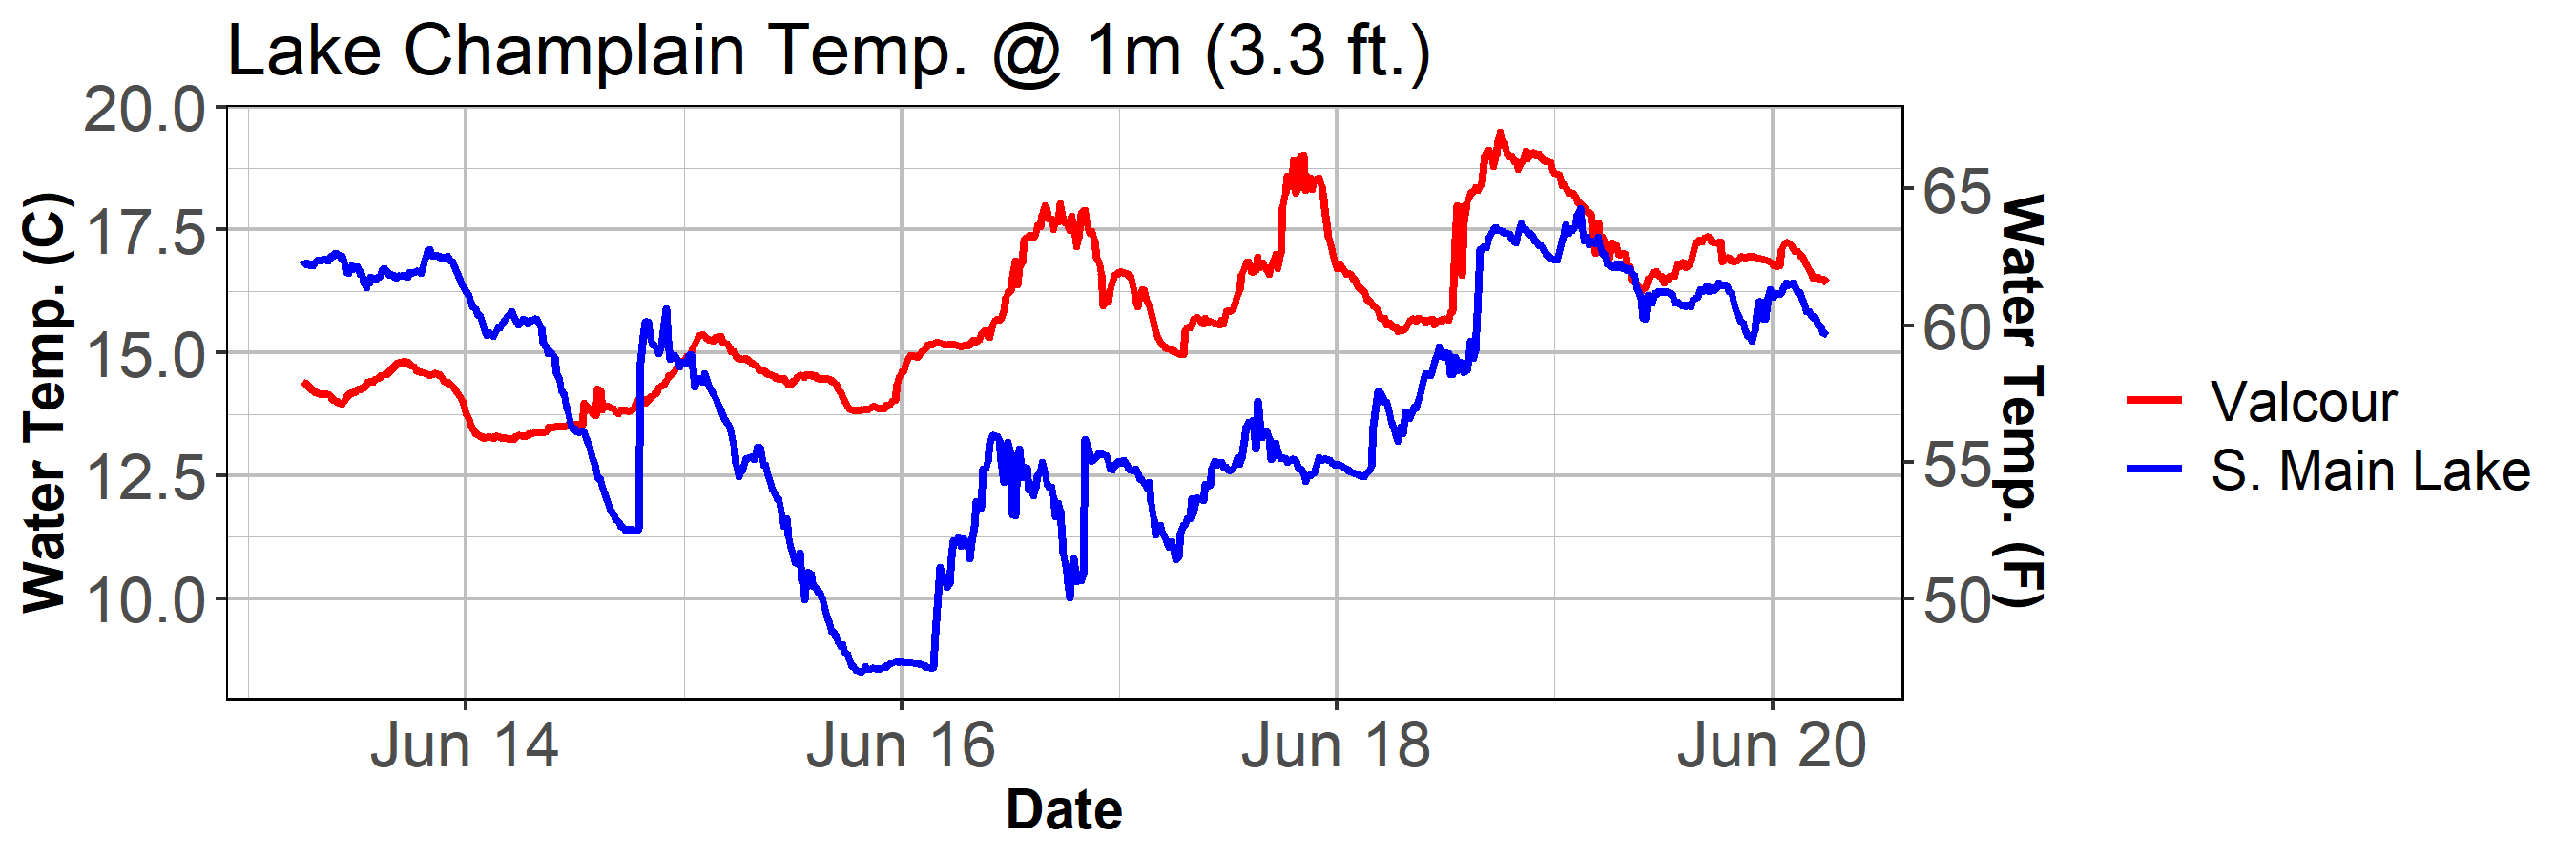 Lake Champlain Temp. @ 1m (3.3 ft.)
20.0
17.5
15.0
12.5
10.0
Water Temp. (C)
65
60
55
50
Water Temp. (F)
Jun 14
Jun 16
Jun 18
Jun 20
Date
Valcour
S. Main Lake